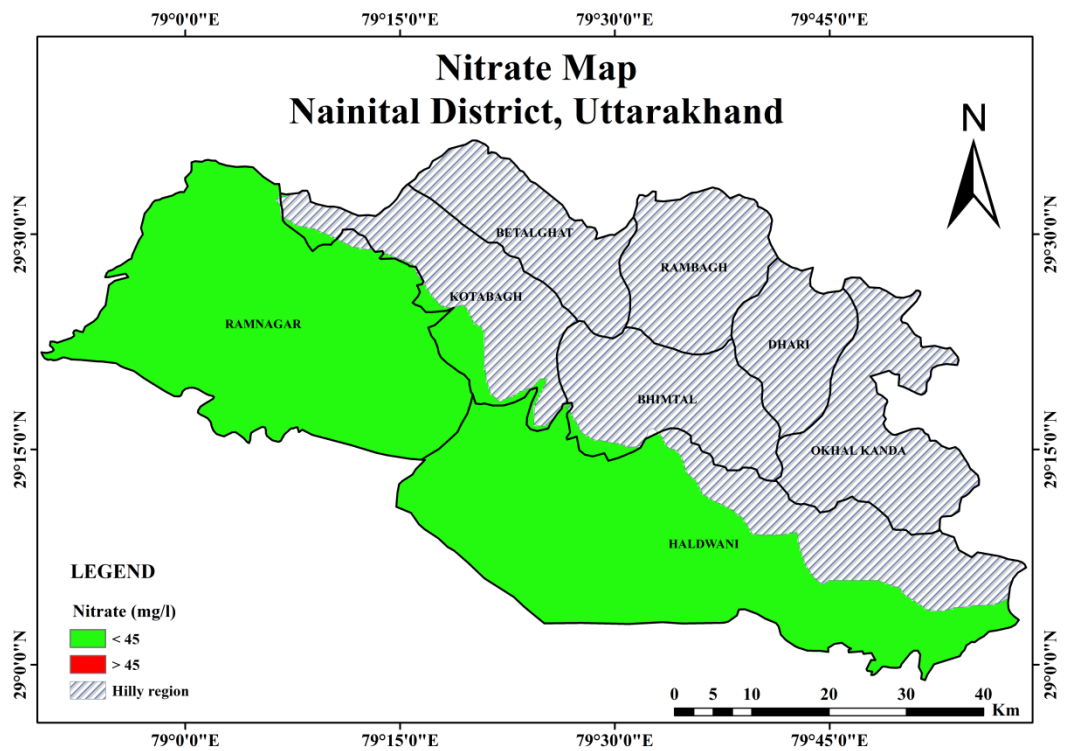 79°0'0"E 79°15'0"E 79°30'0"E 79°45'0"E
Nitrate Map
Nainital District, Uttarakhand
N
29°30'0"N 29°30'0"N
BETALGHAT
RAMBAGH
KOTABAGH
RAMNAGAR
DHARI
BHIMTAL
29°15'0"N 29°15'0"N
OKHAL KANDA
HALDWANI
LEGEND
Nitrate (mg/l)
< 45
> 45
Hilly region
29°0'0"N 29°0'0"N
0 5 10 20 30 40
Km
79°0'0"E 79°15'0"E 79°30'0"E 79°45'0"E